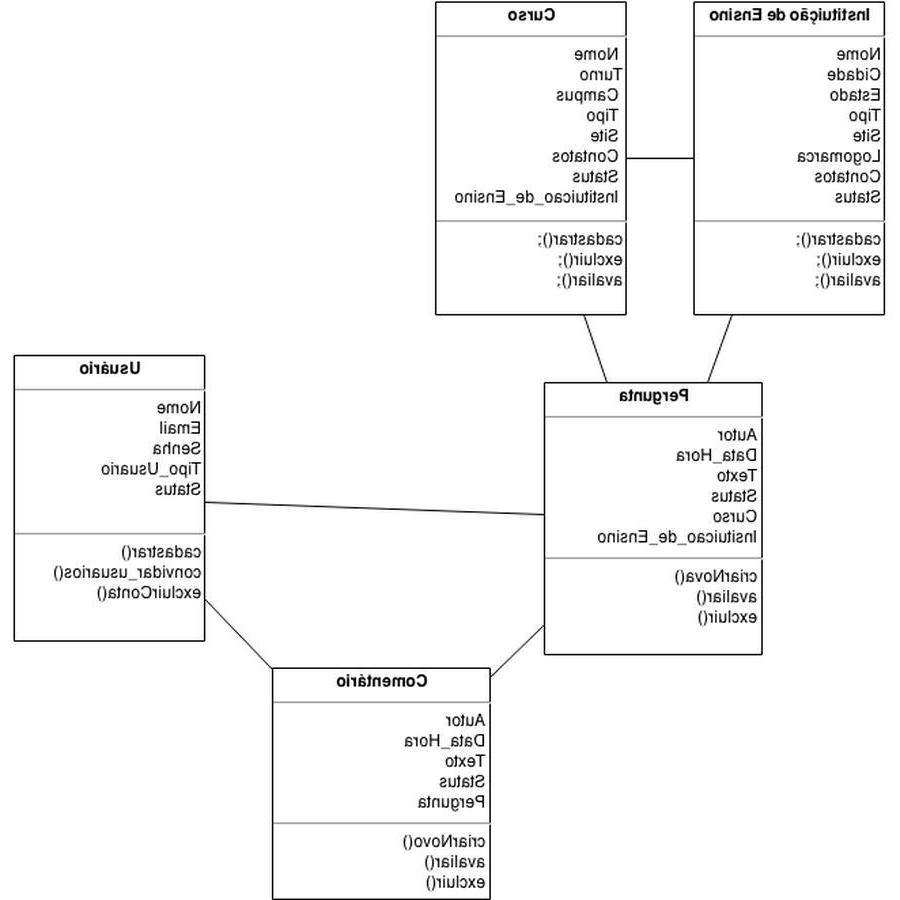 Curso
Nome
Turno
Campus
Tipo
Site
Contatos
Status
Instituicao_de_Ensino
cadastrar();
excluir();
avaliar();
Instituição de Ensino
Nome
Cidade
Estado
Tipo
Site
Logomarca
Contatos
Status
cadastrar();
excluir();
avaliar();
Usuário
Nome
Email
Senha
Tipo_Usuario
Status
cadastrar()
convidar_usuarios()
excluirConta()
Pergunta
Autor
Data_Hora
Texto
Status
Curso
Insituicao_de_Ensino
criarNova()
avaliar()
excluir()
Comentário
Autor
Data_Hora
Texto
Status
Pergunta
criarNovo()
avaliar()
excluir()